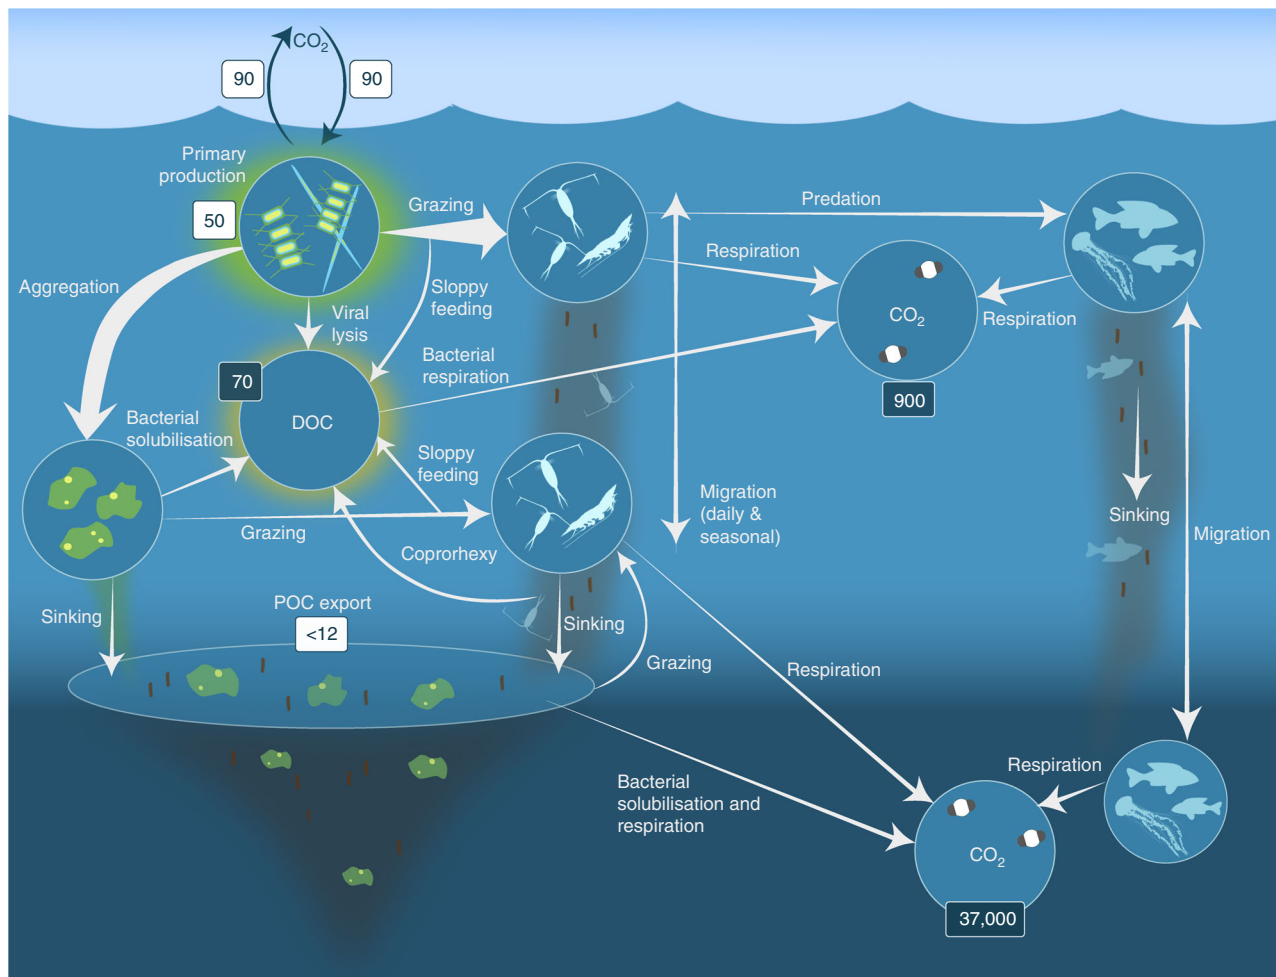 CO2
90
90
Primary
production
50
Grazing
Predation
Respiration
Aggregation
Sloppy
feeding
Viral
lysis
CO2
Respiration
Bacterial
respiration
70
900
DOC
Bacterial
solubilisation
Sloppy
feeding
Migration
(daily &
seasonal)
Sinking
Grazing
Migration
Coprorhexy
POC export
<12
Sinking
Sinking
Grazing
Respiration
Respiration
Bacterial
solubilisation and
respiration
CO2
37,000